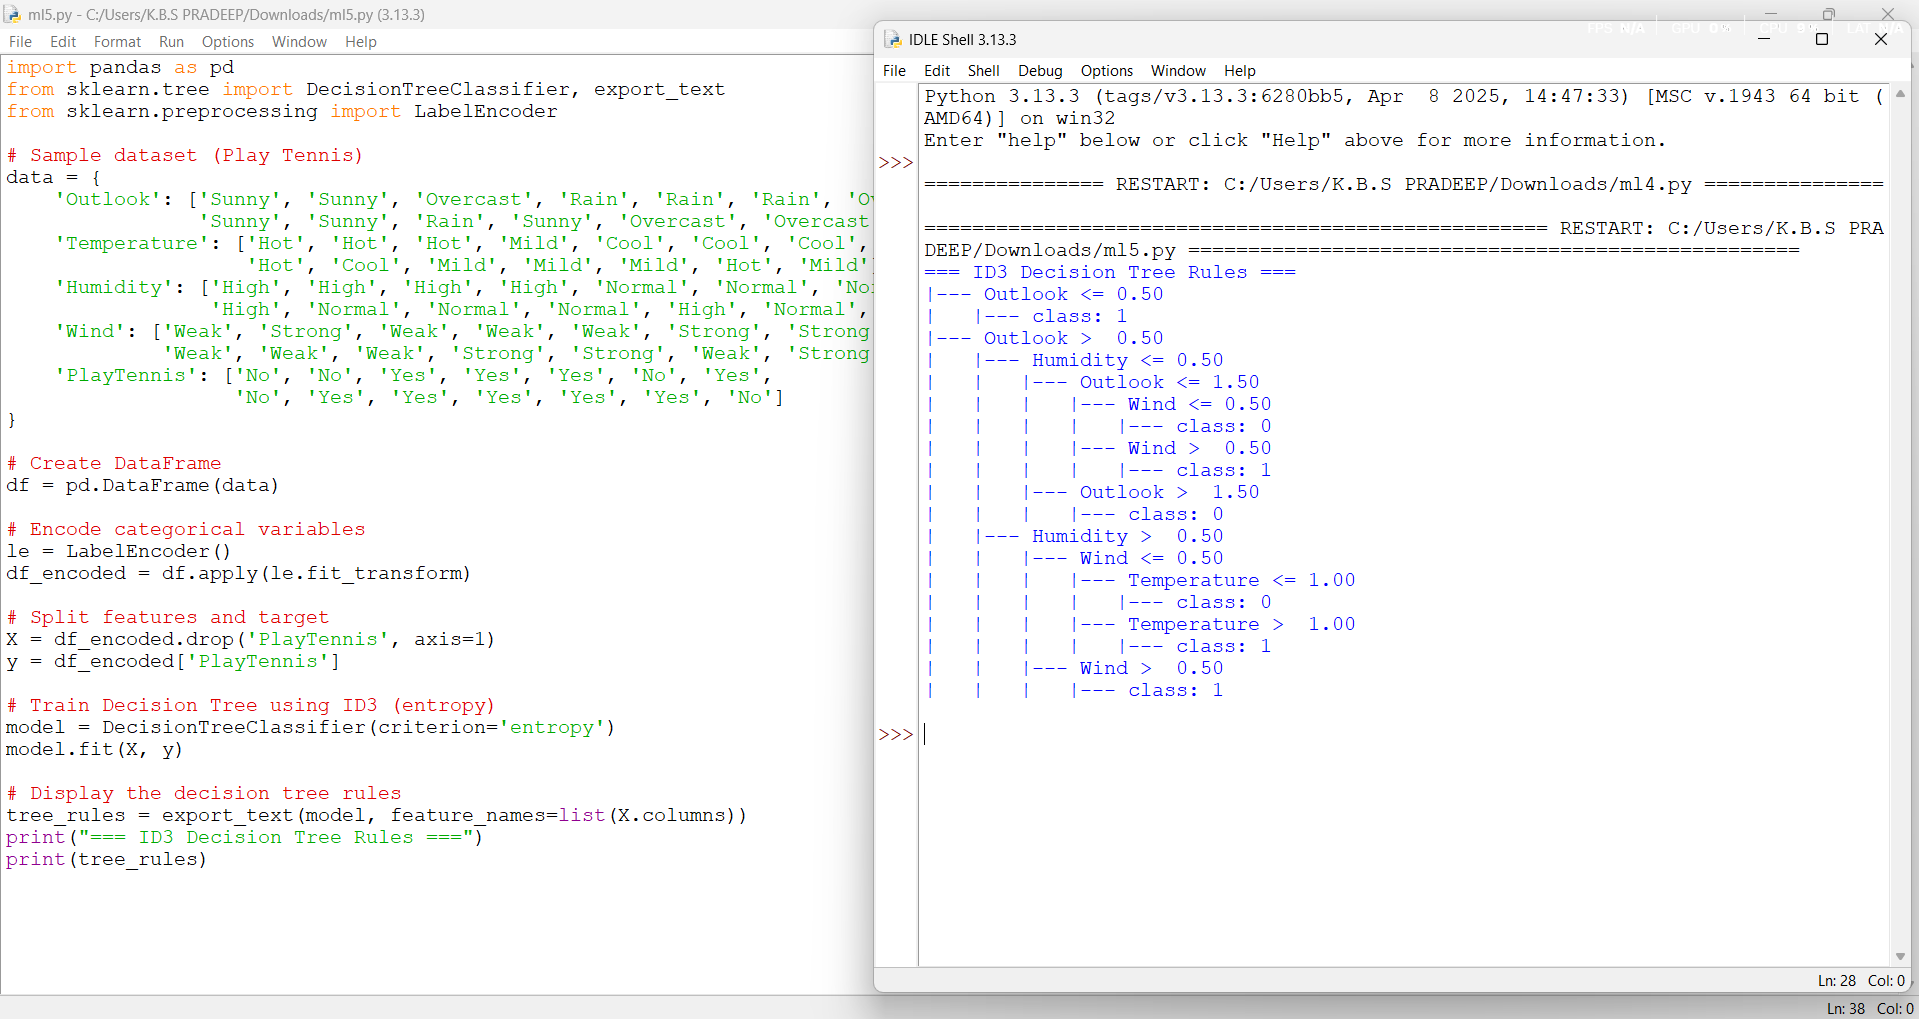 ml5.py - C:/Users/K.B.S PRADEEP/Downloads/ml5.py (3.13.3)
File Edit Format Run Options Window Help
import pandas as pd
from sklearn.tree import DecisionTreeClassifier, export_text
from sklearn.preprocessing import LabelEncoder
# Sample dataset (Play Tennis)
data = {
    'Outlook': ['Sunny', 'Sunny', 'Overcast', 'Rain', 'Rain', 'Rain',
                'Sunny', 'Sunny', 'Rain', 'Sunny', 'Overcast', 'Overcast
    'Temperature': ['Hot', 'Hot', 'Hot', 'Mild', 'Cool', 'Cool', 'Cool',
                    'Hot', 'Cool', 'Mild', 'Mild', 'Mild', 'Hot', 'Mild'
    'Humidity': ['High', 'High', 'High', 'High', 'Normal', 'Normal',
                 'High', 'Normal', 'Normal', 'Normal', 'High', 'Normal',
    'Wind': ['Weak', 'Strong', 'Weak', 'Weak', 'Weak', 'Strong', 'Strong
             'Weak', 'Weak', 'Weak', 'Strong', 'Strong', 'Weak', 'Strong
    'PlayTennis': ['No', 'No', 'Yes', 'Yes', 'Yes', 'No', 'Yes',
                   'No', 'Yes', 'Yes', 'Yes', 'Yes', 'Yes', 'No']
}
# Create DataFrame
df = pd.DataFrame(data)
# Encode categorical variables
le = LabelEncoder()
df_encoded = df.apply(le.fit_transform)
# Split features and target
X = df_encoded.drop('PlayTennis', axis=1)
y = df_encoded['PlayTennis']
# Train Decision Tree using ID3 (entropy)
model = DecisionTreeClassifier(criterion='entropy')
model.fit(X, y)
# Display the decision tree rules
tree_rules = export_text(model, feature_names=list(X.columns))
print("=== ID3 Decision Tree Rules ===")
print(tree_rules)
FPS N/A GPU 0% CPU LAT N/A
IDLE Shell 3.13.3
File Edit Shell Debug Options Window Help
Python 3.13.3 (tags/v3.13.3:6280bb5, Apr  8 2025, 14:47:33) [MSC v.1943 64 bit (
AMD64)] on win32
Enter "help" below or click "Help" above for more information.
>>>
=============== RESTART: C:/Users/K.B.S PRADEEP/Downloads/ml4.py ===============
==================================================== RESTART: C:/Users/K.B.S PRA
DEEP/Downloads/ml5.py ===================================================
=== ID3 Decision Tree Rules ===
|--- Outlook <= 0.50
|   |--- class: 1
|--- Outlook >  0.50
|   |--- Humidity <= 0.50
|   |   |--- Outlook <= 1.50
|   |   |   |--- Wind <= 0.50
|   |   |   |   |--- class: 0
|   |   |   |--- Wind >  0.50
|   |   |   |   |--- class: 1
|   |   |--- Outlook >  1.50
|   |   |   |--- class: 0
|   |--- Humidity >  0.50
|   |   |--- Wind <= 0.50
|   |   |   |--- Temperature <= 1.00
|   |   |   |   |--- class: 0
|   |   |   |--- Temperature >  1.00
|   |   |   |   |--- class: 1
|   |   |--- Wind >  0.50
|   |   |   |--- class: 1
>>>
Ln: 28 Col: 0
Ln: 38 Col: 0